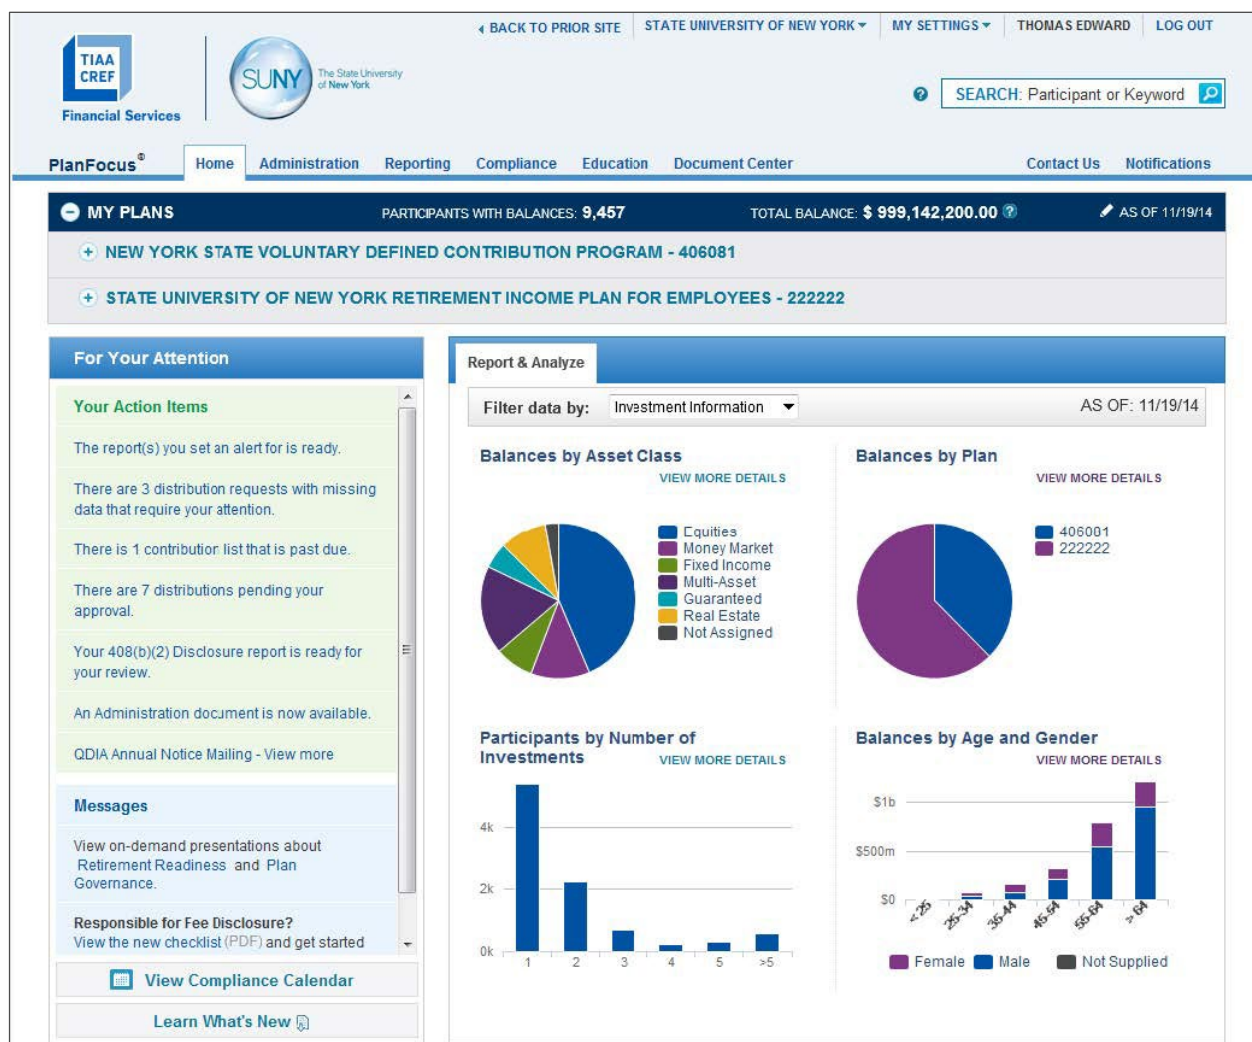 BACK TO PRIOR SITE STATE UNIVERSITY OF NEW YORK MY SETTINGS THOMAS EDWARD LOG OUT
TIAA
CREF
Financial Services
SUNY
The State University
of New York
SEARCH: Participant or Keyword
PlanFocus® Home Administration Reporting Compliance Education Document Center Contact Us Notifications
MY PLANS PARTICIPANTS WITH BALANCES: 9,457 TOTAL BALANCE: $ 999,142,200.00 AS OF 11/19/14
NEW YORK STATE VOLUNTARY DEFINED CONTRIBUTION PROGRAM - 406081
STATE UNIVERSITY OF NEW YORK RETIREMENT INCOME PLAN FOR EMPLOYEES - 222222
For Your Attention
Your Action Items
The report(s) you set an alert for is ready.
There are 3 distribution requests with missing
data that require your attention.
There is 1 contribution list that is past due.
There are 7 distributions pending your
approval.
Your 408(b)(2) Disclosure report is ready for
your review.
An Administration document is now available.
QDIA Annual Notice Mailing - View more
Messages
View on-demand presentations about
Retirement Readiness and Plan
Governance.
Responsible for Fee Disclosure?
View the new checklist (PDF) and get started
View Compliance Calendar
Learn What's New
Report & Analyze
Filter data by: Investment Information AS OF: 11/19/14
Balances by Asset Class
VIEW MORE DETAILS
Equities
Money Market
Fixed Income
Multi-Asset
Guaranteed
Real Estate
Not Assigned
Balances by Plan
VIEW MORE DETAILS
406081
222222
Participants by Number of
Investments VIEW MORE DETAILS
4k
2k
0k
1 2 3 4 5 >5
Balances by Age and Gender
VIEW MORE DETAILS
$1b
$500m
$0
< 25 25-34 35-44 45-54 55-64 > 64
Female Male Not Supplied